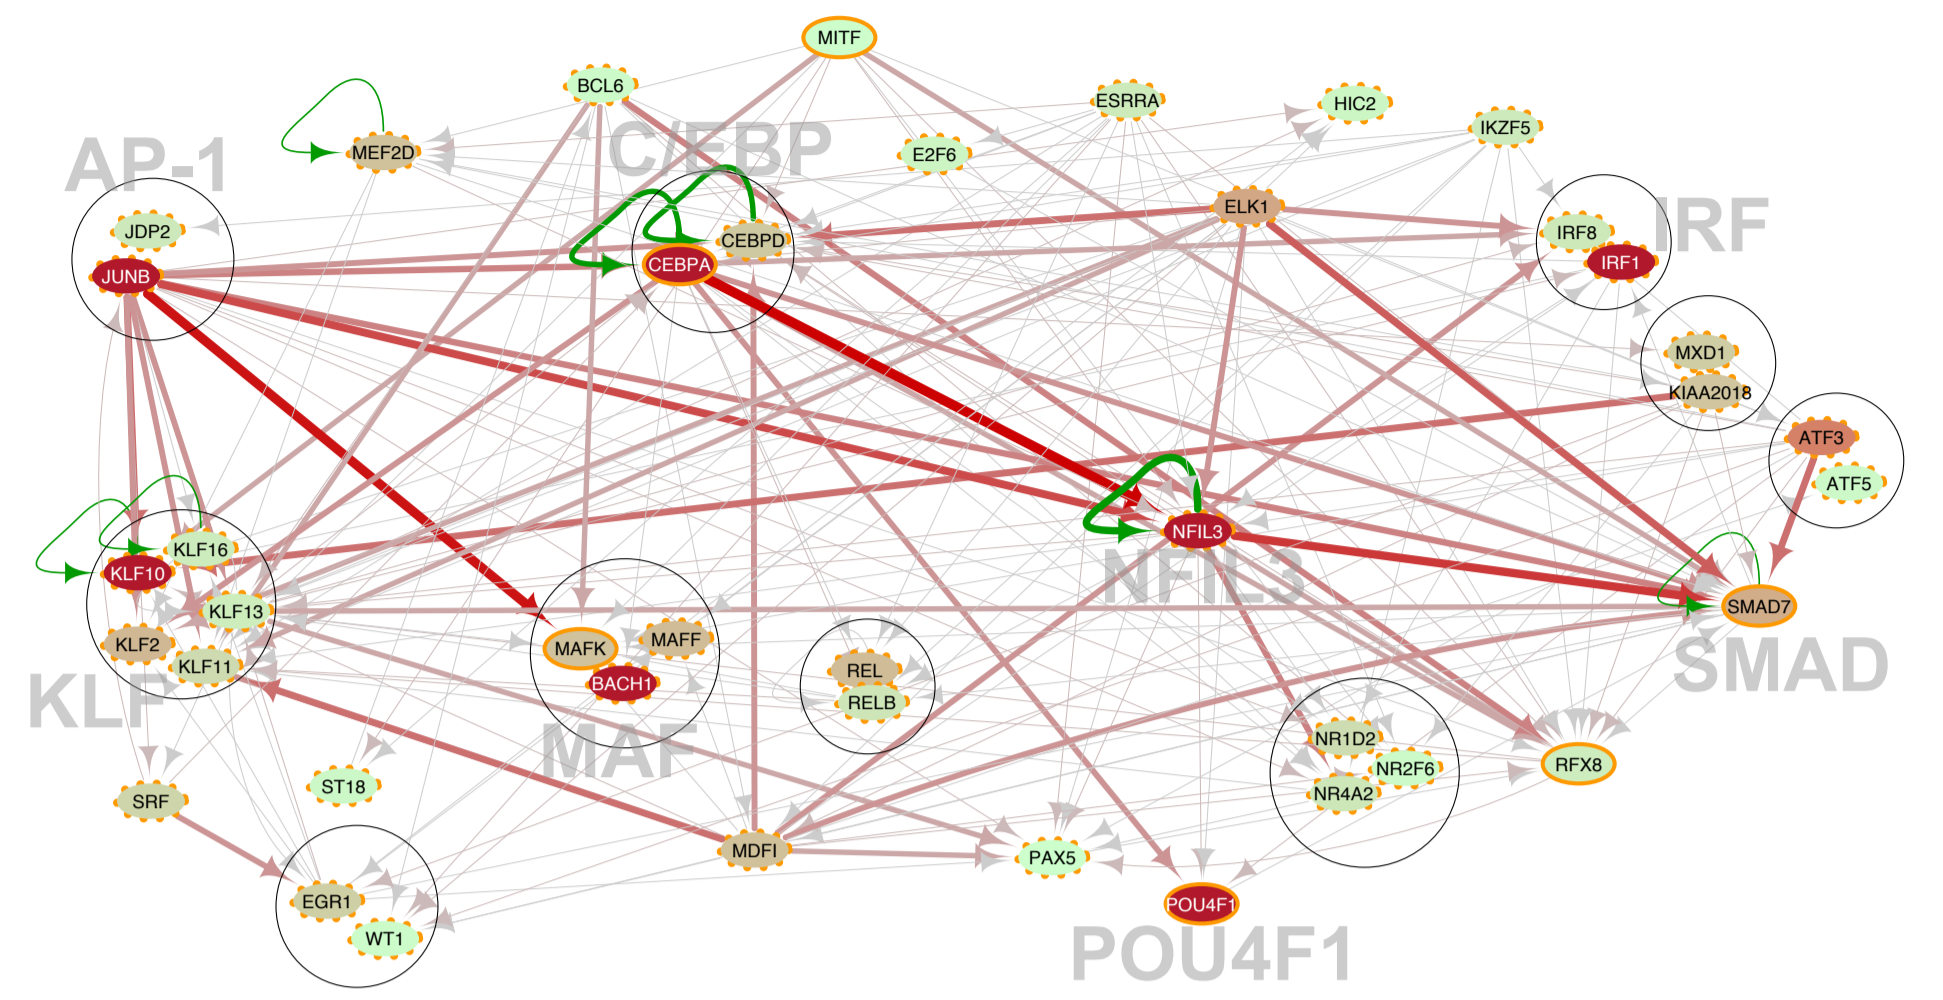 MITF
BCL6
ESRRA
HIC2
IKZF5
AP-1
MEF2D
C/EBP
E2F6
JDP2
JUNB
CEBPD
CEBPA
ELK1
IRF8
IRF1
IRF
MXD1
KIAA2018
ATF3
ATF5
KLF16
KLF10
KLF13
KLF2
KLF11
KLF
NFIL3
NFIL3
SMAD7
SMAD
MAFK
MAFF
BACH1
MAF
REL
RELB
NR1D2
NR2F6
NR4A2
RFX8
SRF
ST18
MDFI
PAX5
EGR1
WT1
POU4F1
POU4F1